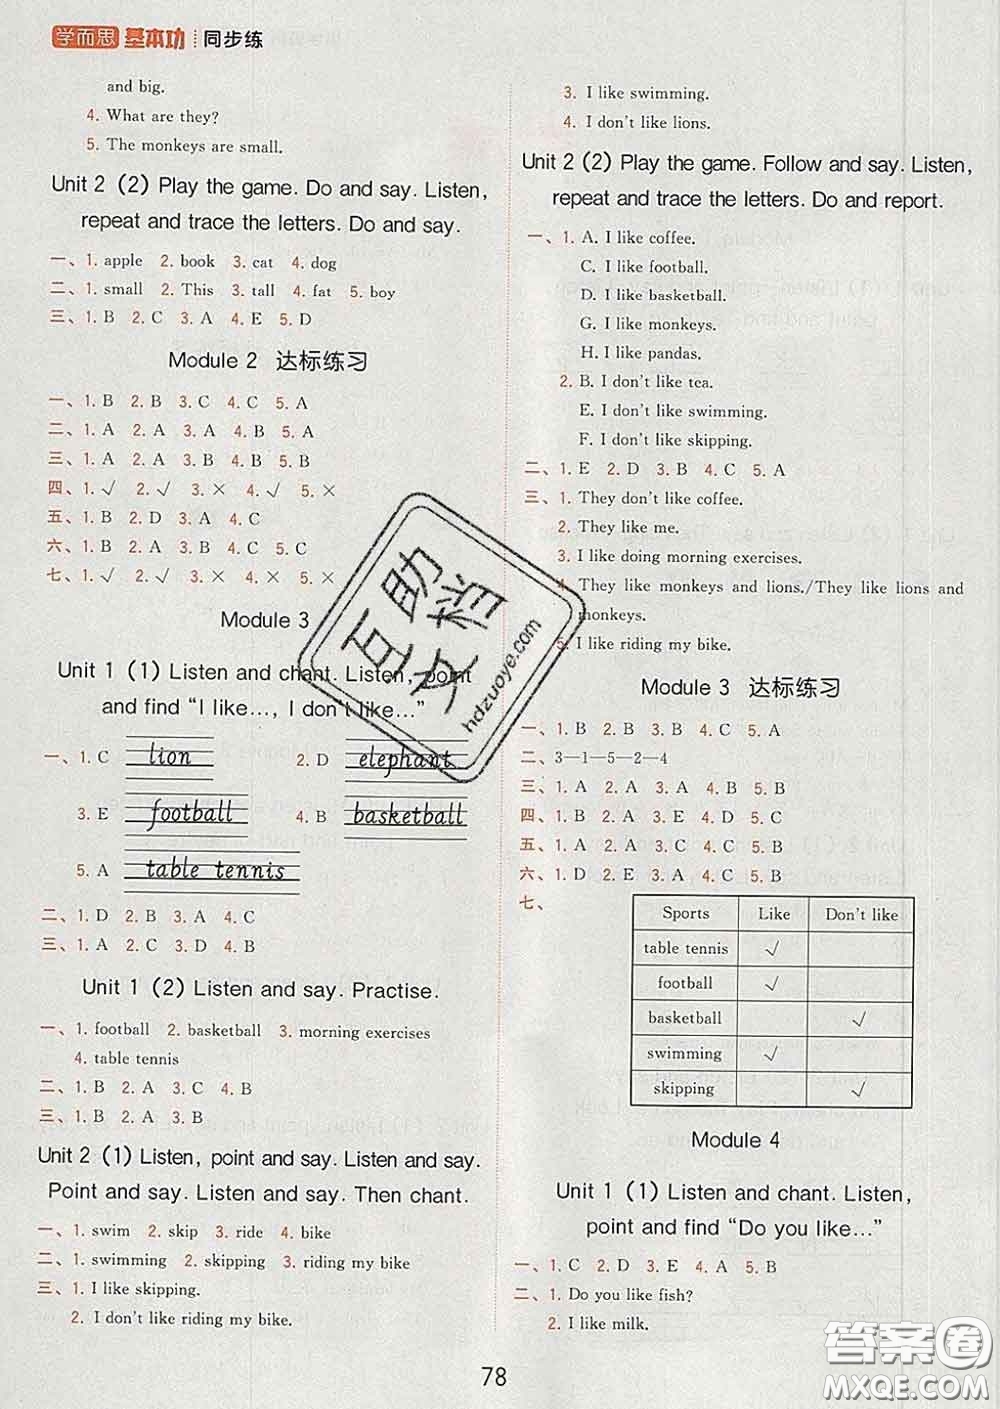 学而思 基本功 同步练
and big.
4. What are they?
5. The monkeys are small.
Unit 2 (2) Play the game. Do and say. Listen,
repeat and trace the letters. Do and say.
一、1. apple 2. book 3. cat 4. dog
二、1. small 2. This 3. tall 4. fat 5. boy
三、1. B 2. C 3. A 4. E 5. D
Module 2 达标练习
一、1. B 2. B 3. C 4. C 5. A
二、1. A 2. A 3. A 4. B 5. A
三、1. A 2. A 3. B 4. B 5. B
四、1. √ 2. √ 3. × 4. √ 5. ×
五、1. B 2. D 3. A 4. C
六、1. B 2. A 3. B 4. C 5. C
七、1. √ 2. √ 3. × 4. × 5. ×
Module 3
Unit 1 (1) Listen and chant. Listen, point
and find “I like…, I don't like…”
一、1. C lion 2. D elephant
3. E football 4. B basketball
5. A table tennis
二、1. D 2. B 3. A 4. C
三、1. A 2. C 3. D 4. B
Unit 1 (2) Listen and say. Practise.
一、1. football 2. basketball 3. morning exercises
4. table tennis
二、1. B 2. A 3. C 4. B
三、1. B 2. A 3. B
Unit 2 (1) Listen, point and say. Listen and say.
Point and say. Listen and say. Then chant.
一、1. swim 2. skip 3. ride 4. bike
二、1. swimming 2. skipping 3. riding my bike
三、1. I like skipping.
2. I don't like riding my bike.
3. I like swimming.
4. I don't like lions.
Unit 2 (2) Play the game. Follow and say. Listen,
repeat and trace the letters. Do and report.
一、1. A. I like coffee.
C. I like football.
D. I like basketball.
G. I like monkeys.
H. I like pandas.
2. B. I don't like tea.
E. I don't like swimming.
F. I don't like skipping.
二、1. E 2. D 3. B 4. C 5. A
三、1. They don't like coffee.
2. They like me.
3. I like doing morning exercises.
4. They like monkeys and lions./They like lions and
monkeys.
5. I like riding my bike.
Module 3 达标练习
一、1. B 2. B 3. B 4. C 5. A
二、3—1—5—2—4
三、1. A 2. A 3. A 4. B 5. B
四、1. B 2. A 3. E 4. D 5. C
五、1. A 2. A 3. C 4. C 5. B
六、1. D 2. E 3. A 4. C 5. B
七、
Sports Like Don't like
table tennis √
football √
basketball √
swimming √
skipping √
Module 4
Unit 1 (1) Listen and chant. Listen,
point and find “Do you like…”
一、1. C 2. D 3. E 4. A 5. B
二、1. Do you like fish?
2. I like milk.
78
互助文档
hdzuoye.com
答案圈
MXQE.COM